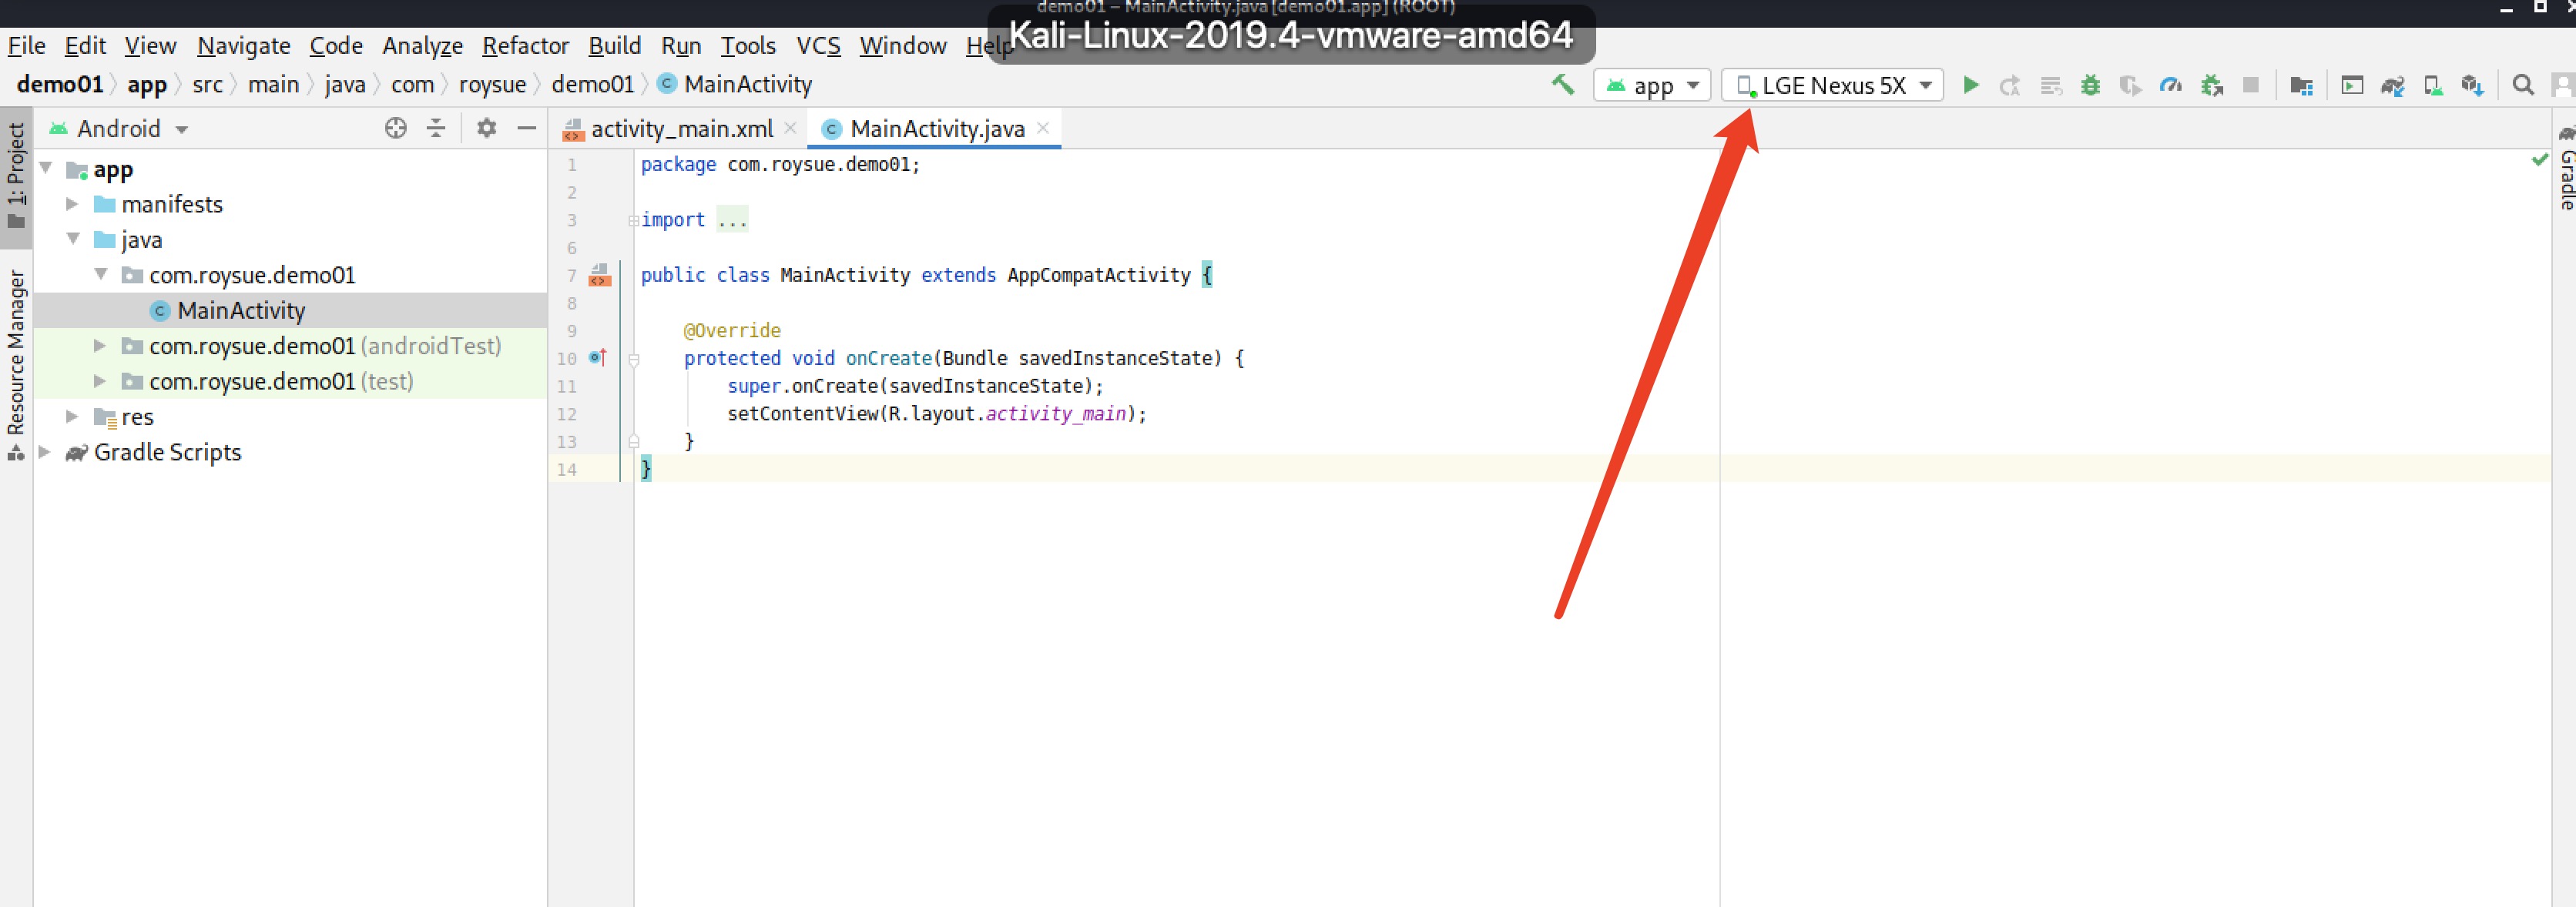 demo01 – MainActivity.java [demo01.app] (ROOT)
Kali-Linux-2019.4-vmware-amd64
File Edit View Navigate Code Analyze Refactor Build Run Tools VCS Window Help
demo01 app src main java com roysue demo01 MainActivity
app LGE Nexus 5X
Android
activity_main.xml MainActivity.java
1: Project
Resource Manager
app
manifests
java
com.roysue.demo01
MainActivity
com.roysue.demo01 (androidTest)
com.roysue.demo01 (test)
res
Gradle Scripts
1 package com.roysue.demo01;
2
3 import ...
6
7 public class MainActivity extends AppCompatActivity {
8
9 @Override
10 protected void onCreate(Bundle savedInstanceState) {
11 super.onCreate(savedInstanceState);
12 setContentView(R.layout.activity_main);
13 }
14 }
Gradle